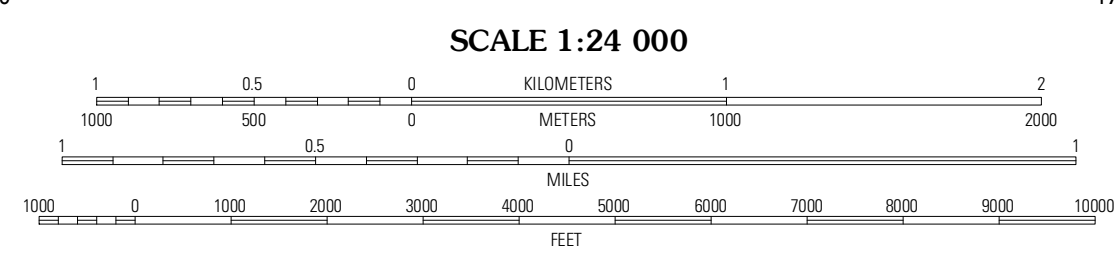 SCALE 1:24 000
1 0.5 0 KILOMETERS 1 2
1000 500 0 METERS 1000 2000
1 0.5 0 1
MILES
1000 0 1000 2000 3000 4000 5000 6000 7000 8000 9000 10000
FEET